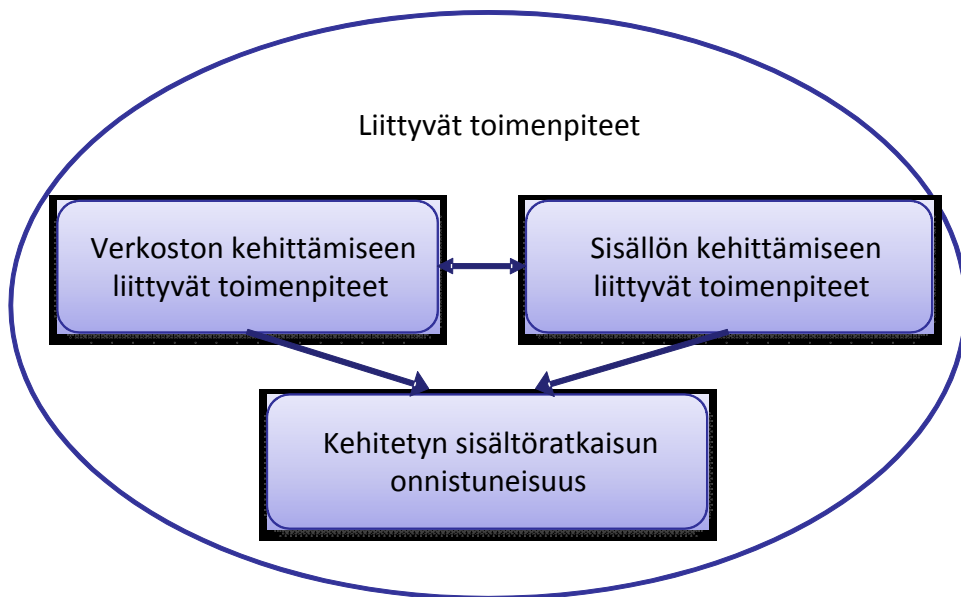 Liittyvät toimenpiteet
Verkoston kehittämiseen
liittyvät toimenpiteet
Sisällön kehittämiseen
liittyvät toimenpiteet
Kehitetyn sisältöratkaisun
onnistuneisuus